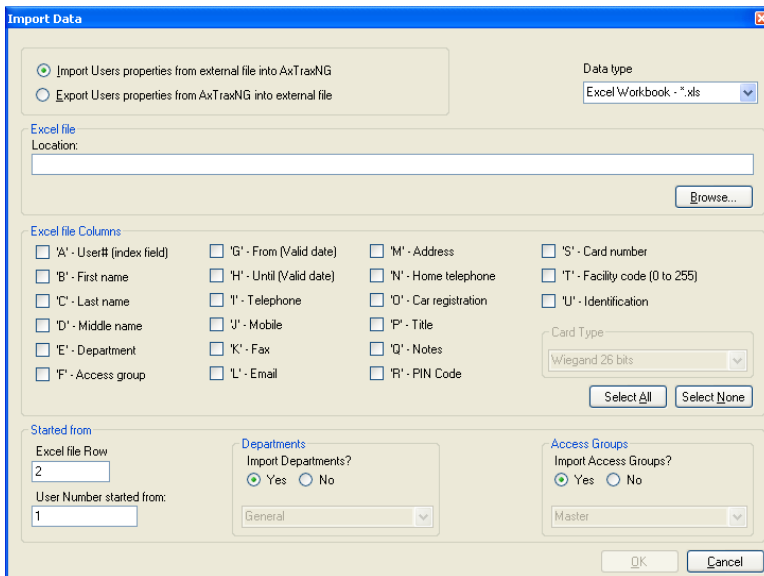 Import Data
Import Users properties from external file into AxTraxNG
Export Users properties from AxTraxNG into external file
Data type
Excel Workbook - *.xls
Excel file
Location:
Browse...
Excel file Columns
'A' - User# (index field)
'B' - First name
'C' - Last name
'D' - Middle name
'E' - Department
'F' - Access group
'G' - From (Valid date)
'H' - Until (Valid date)
'I' - Telephone
'J' - Mobile
'K' - Fax
'L' - Email
'M' - Address
'N' - Home telephone
'O' - Car registration
'P' - Title
'Q' - Notes
'R' - PIN Code
'S' - Card number
'T' - Facility code (0 to 255)
'U' - Identification
Card Type
Wiegand 26 bits
Select All
Select None
Started from
Excel file Row
2
User Number started from:
1
Departments
Import Departments?
Yes No
General
Access Groups
Import Access Groups?
Yes No
Master
OK
Cancel